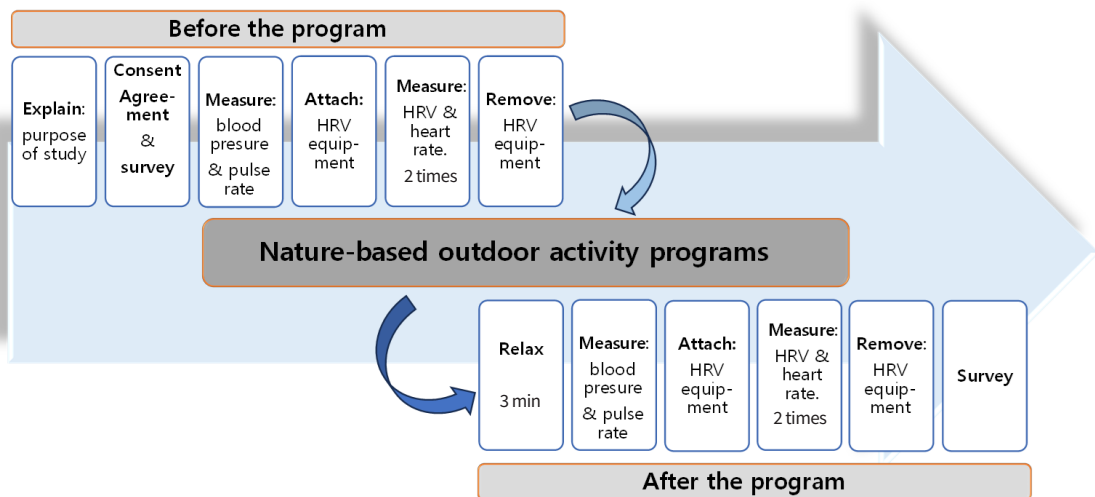 Before the program
Explain:
purpose
of study
Consent
Agree-
ment
&
survey
Measure:
blood
presure
& pulse
rate
Attach:
HRV
equip-
ment
Measure:
HRV &
heart
rate.
2 times
Remove:
HRV
equip-
ment
Nature-based outdoor activity programs
Relax
3 min
Measure:
blood
presure
& pulse
rate
Attach:
HRV
equip-
ment
Measure:
HRV &
heart
rate.
2 times
Remove:
HRV
equip-
ment
Survey
After the program